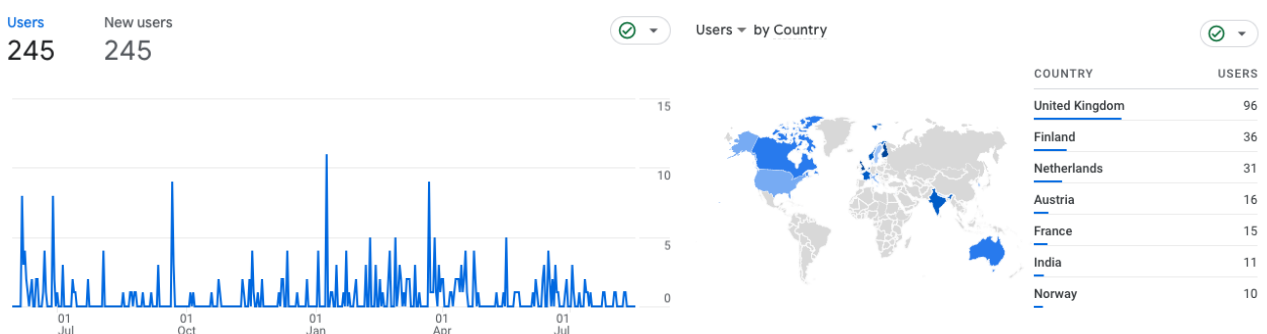 Users
New users
245
245
15
10
5
0
01
Jul
01
Oct
01
Jan
01
Apr
01
Jul
Users by Country
COUNTRY USERS
United Kingdom 96
Finland 36
Netherlands 31
Austria 16
France 15
India 11
Norway 10